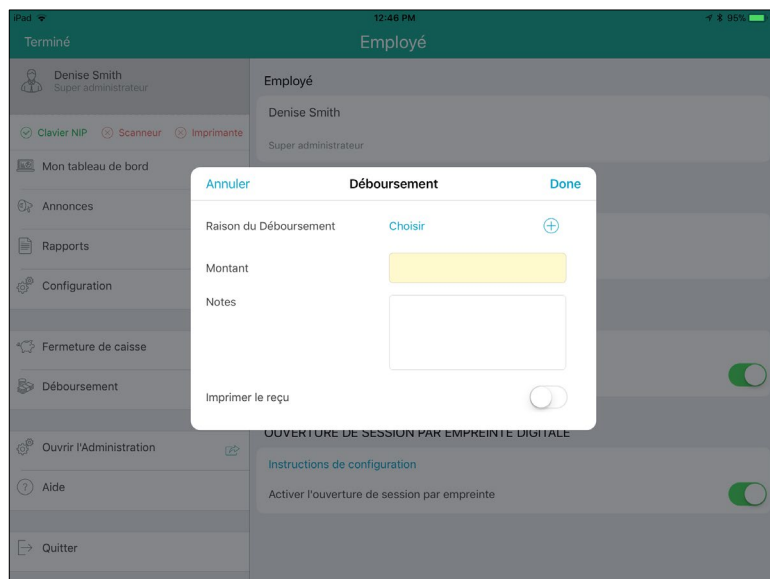 iPad
12:46 PM
95%
Terminé
Employé
Denise Smith
Super administrateur
Clavier NIP
Scanneur
Imprimante
Mon tableau de bord
Annonces
Rapports
Configuration
Fermeture de caisse
Déboursement
Ouvrir l'Administration
Aide
Quitter
Employé
Denise Smith
Super administrateur
Annuler
Déboursement
Done
Raison du Déboursement
Choisir
Montant
Notes
Imprimer le reçu
OUVERTURE DE SESSION PAR EMPREINTE DIGITALE
Instructions de configuration
Activer l'ouverture de session par empreinte